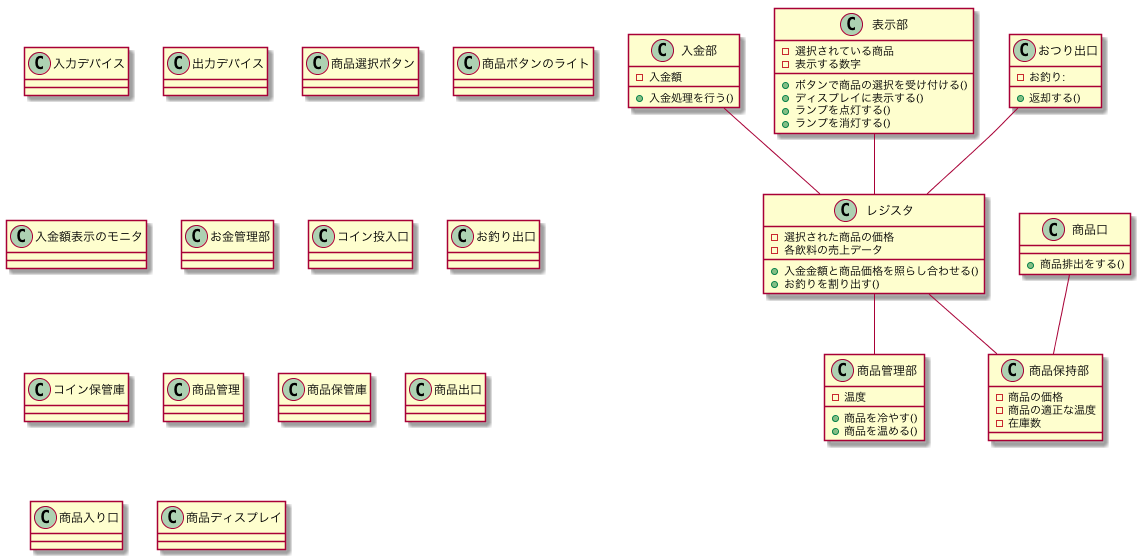 C 入力デバイス
C 出力デバイス
C 商品選択ボタン
C 商品ボタンのライト
C 入金部
入金額
入金処理を行う()
C 表示部
選択されている商品
表示する数字
ボタンで商品の選択を受け付ける()
ディスプレイに表示する()
ランプを点灯する()
ランプを消灯する()
C おつり出口
お釣り:
返却する()
C 入金額表示のモニタ
C お金管理部
C コイン投入口
C お釣り出口
C レジスタ
選択された商品の価格
各飲料の売上データ
入金金額と商品価格を照らし合わせる()
お釣りを割り出す()
C 商品口
商品排出をする()
C コイン保管庫
C 商品管理
C 商品保管庫
C 商品出口
C 商品管理部
温度
商品を冷やす()
商品を温める()
C 商品保持部
商品の価格
商品の適正な温度
在庫数
C 商品入り口
C 商品ディスプレイ